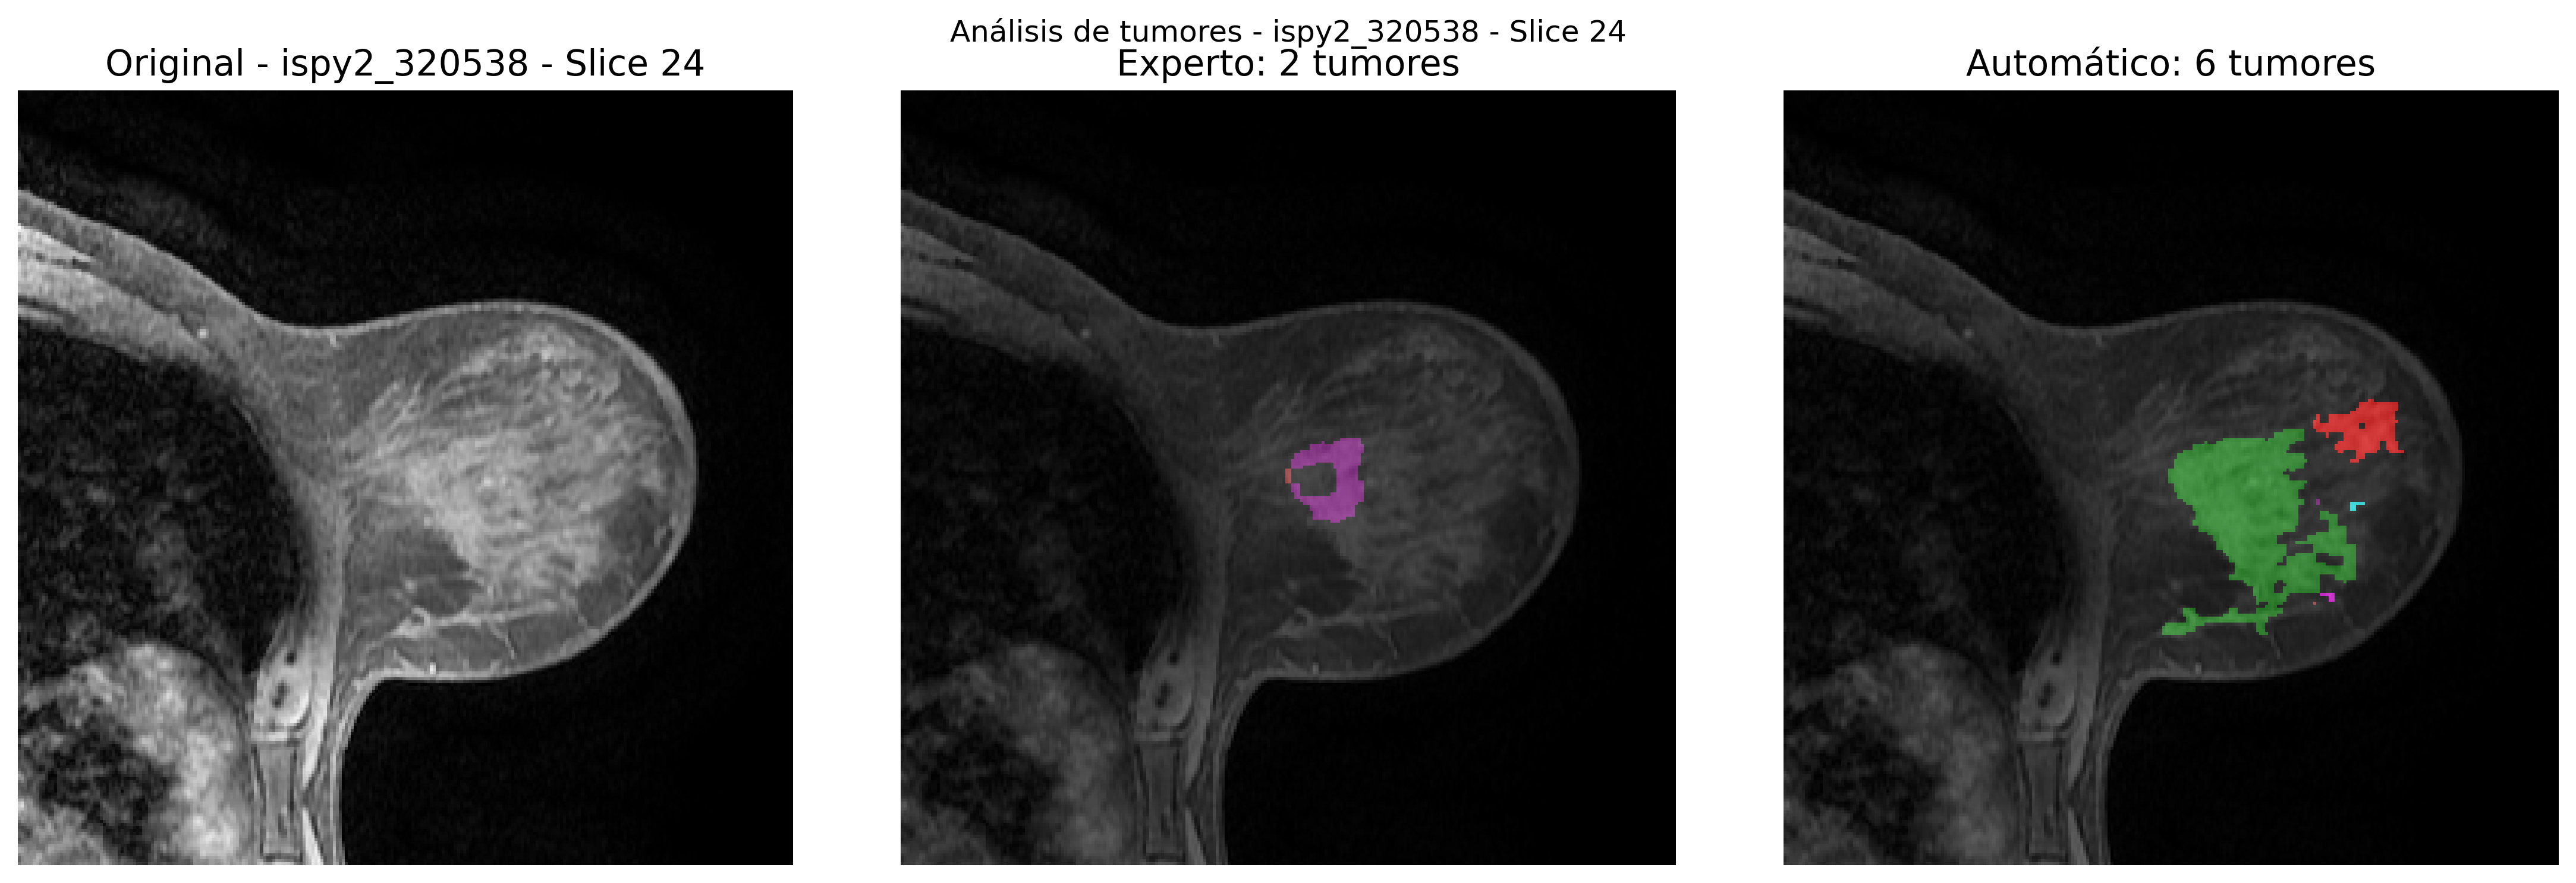 Análisis de tumores - ispy2_320538 - Slice 24
Original - ispy2_320538 - Slice 24
Experto: 2 tumores
Automático: 6 tumores